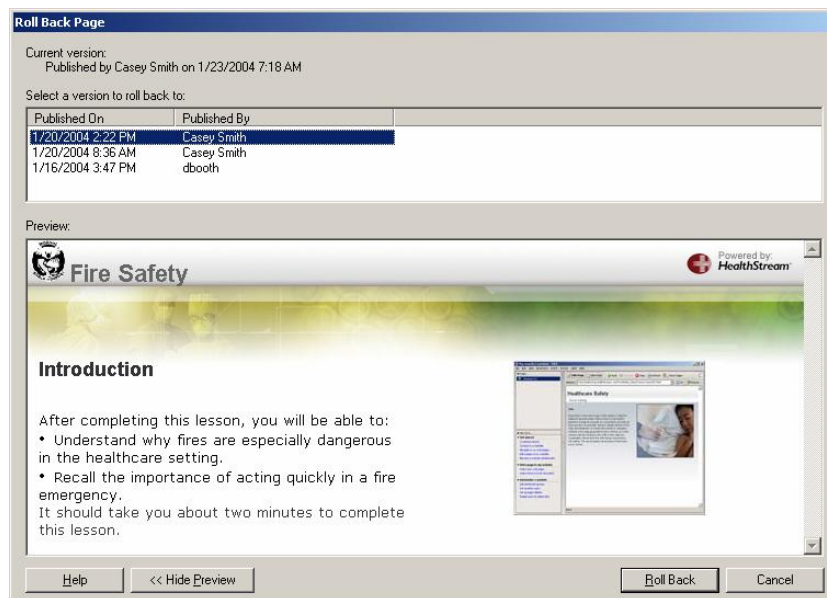 Roll Back Page
Current version:
Published by Casey Smith on 1/23/2004 7:18 AM
Select a version to roll back to:
Published On Published By
1/20/2004 2:22 PM Casey Smith
1/20/2004 8:36 AM Casey Smith
1/16/2004 3:47 PM dbooth
Preview:
Fire Safety
Powered by:
HealthStream
Introduction
After completing this lesson, you will be able to:
• Understand why fires are especially dangerous
in the healthcare setting.
• Recall the importance of acting quickly in a fire
emergency.
It should take you about two minutes to complete
this lesson.
Healthcare Safety
Help << Hide Preview Roll Back Cancel